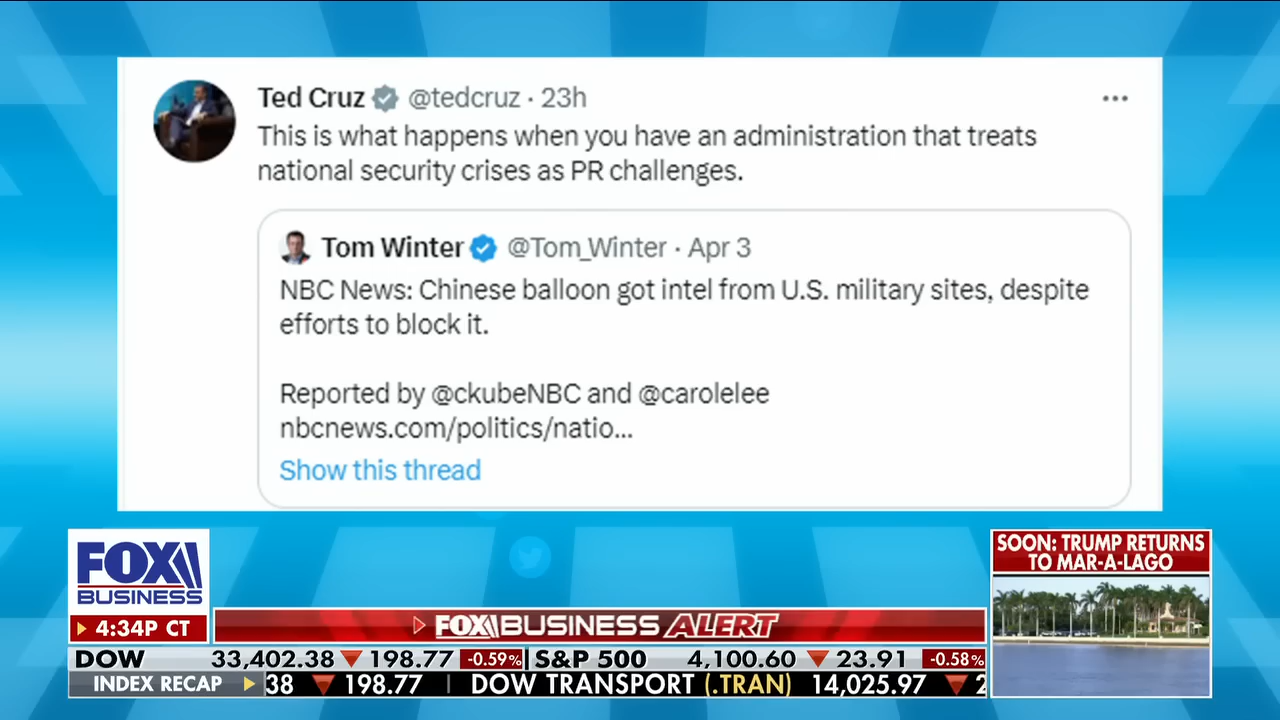 Ted Cruz @tedcruz · 23h
This is what happens when you have an administration that treats
national security crises as PR challenges.
Tom Winter @Tom_Winter · Apr 3
NBC News: Chinese balloon got intel from U.S. military sites, despite
efforts to block it.
Reported by @ckubeNBC and @carolelee
nbcnews.com/politics/natio...
Show this thread
FOX
BUSINESS
4:34P CT
FOX BUSINESS ALERT
SOON: TRUMP RETURNS
TO MAR-A-LAGO
DOW 33,402.38 ▼ 198.77 -0.59% S&P 500 4,100.60 ▼ 23.91 -0.58%
INDEX RECAP 38 ▼ 198.77 | DOW TRANSPORT (.TRAN) 14,025.97 ▼ 2